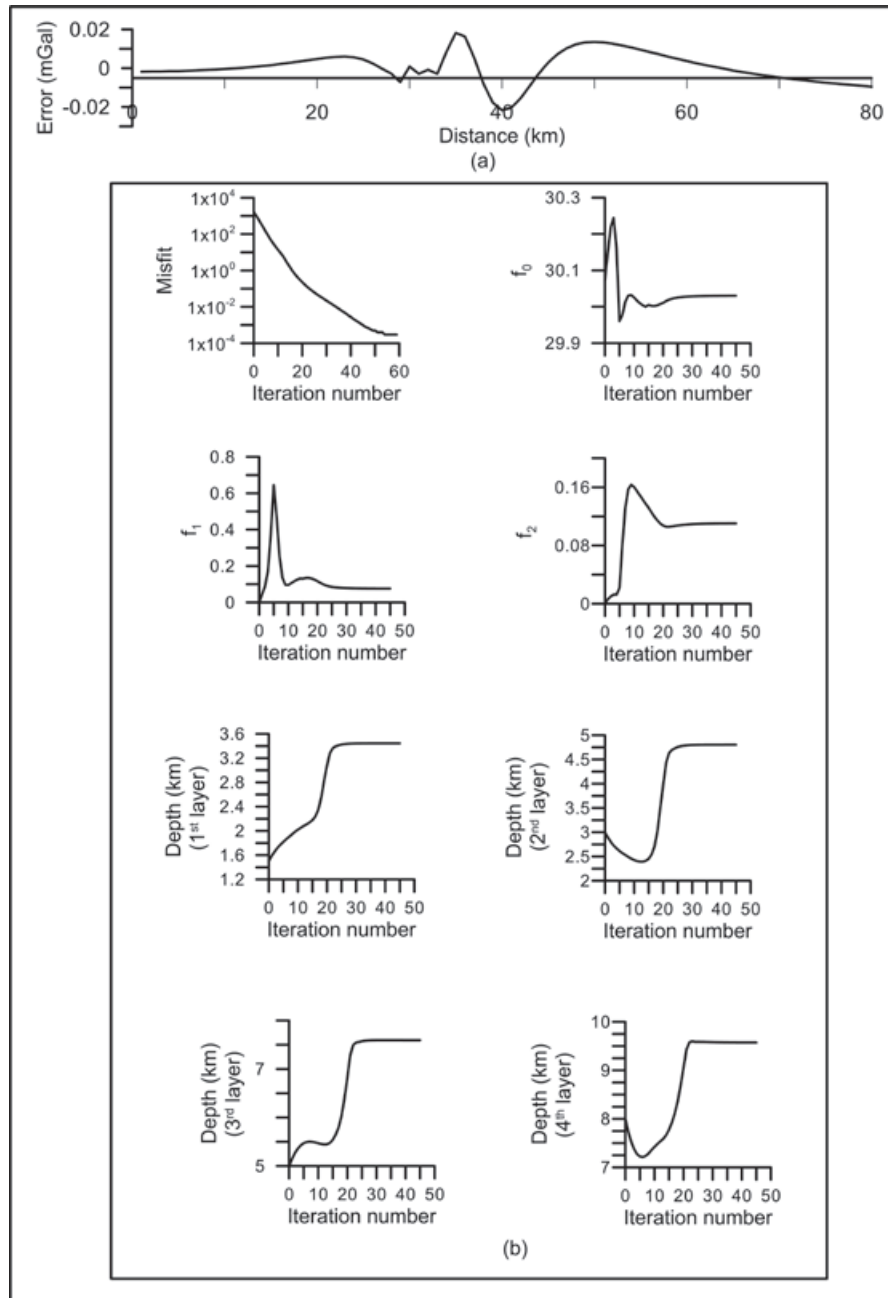 0.02
0
-0.02
Error (mGal)
0 20 40 60 80
Distance (km)
(a)
1x10⁴
1x10²
1x10⁰
1x10⁻²
1x10⁻⁴
Misfit
0 20 40 60
Iteration number
30.3
30.1
29.9
f₀
0 10 20 30 40 50
Iteration number
0.8
0.6
0.4
0.2
0
f₁
0 10 20 30 40 50
Iteration number
0.16
0.08
0
f₂
0 10 20 30 40 50
Iteration number
3.6
3.2
2.8
2.4
2
1.6
1.2
Depth (km)
(1ˢᵗ layer)
0 10 20 30 40 50
Iteration number
5
4.5
3.5
3
2.5
2
Depth (km)
(2ⁿᵈ layer)
0 10 20 30 40 50
Iteration number
7
5
Depth (km)
(3ʳᵈ layer)
0 10 20 30 40 50
Iteration number
10
9
8
7
Depth (km)
(4ᵗʰ layer)
0 10 20 30 40 50
Iteration number
(b)